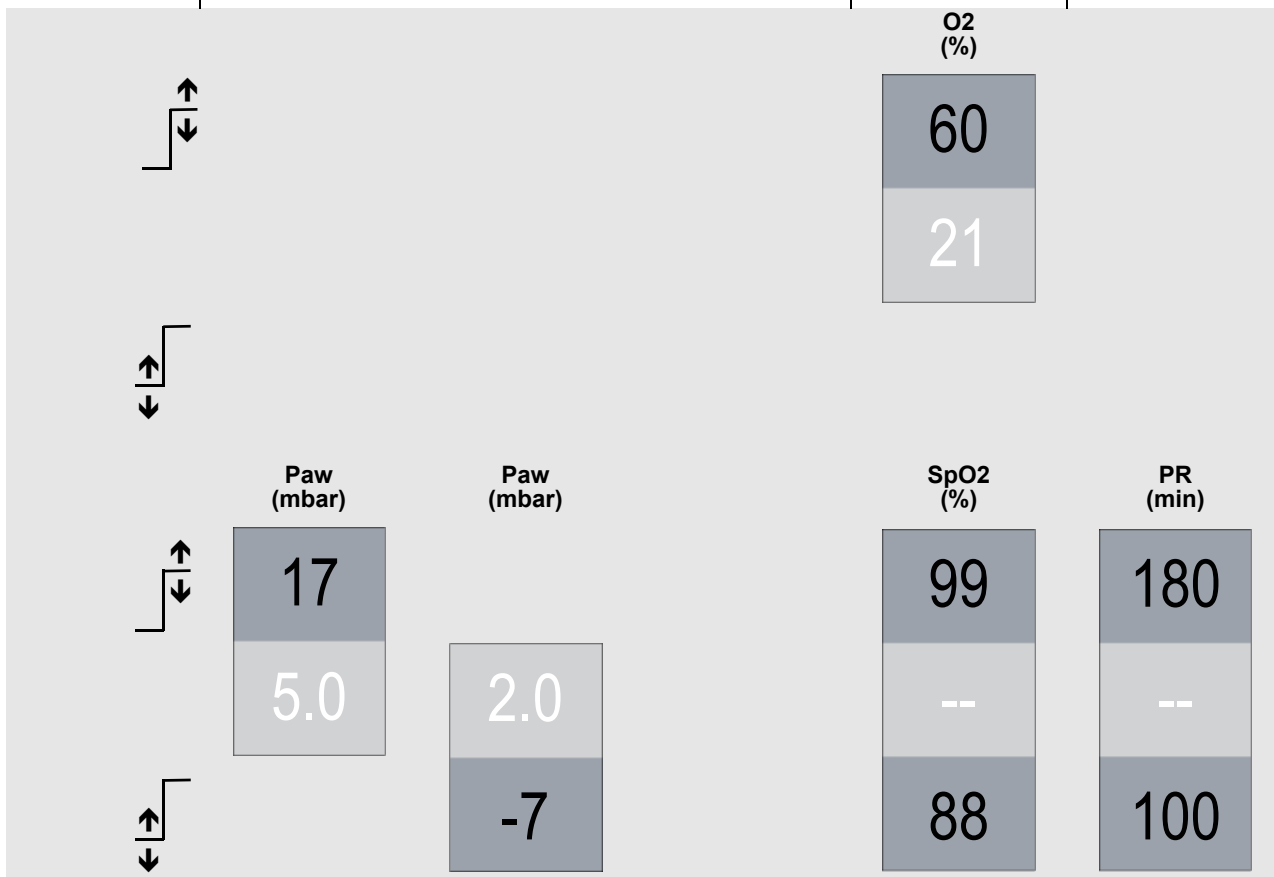 O2
(%)
60
21
Paw
(mbar)
Paw
(mbar)
SpO2
(%)
PR
(min)
17
99
180
5.0
2.0
--
--
-7
88
100